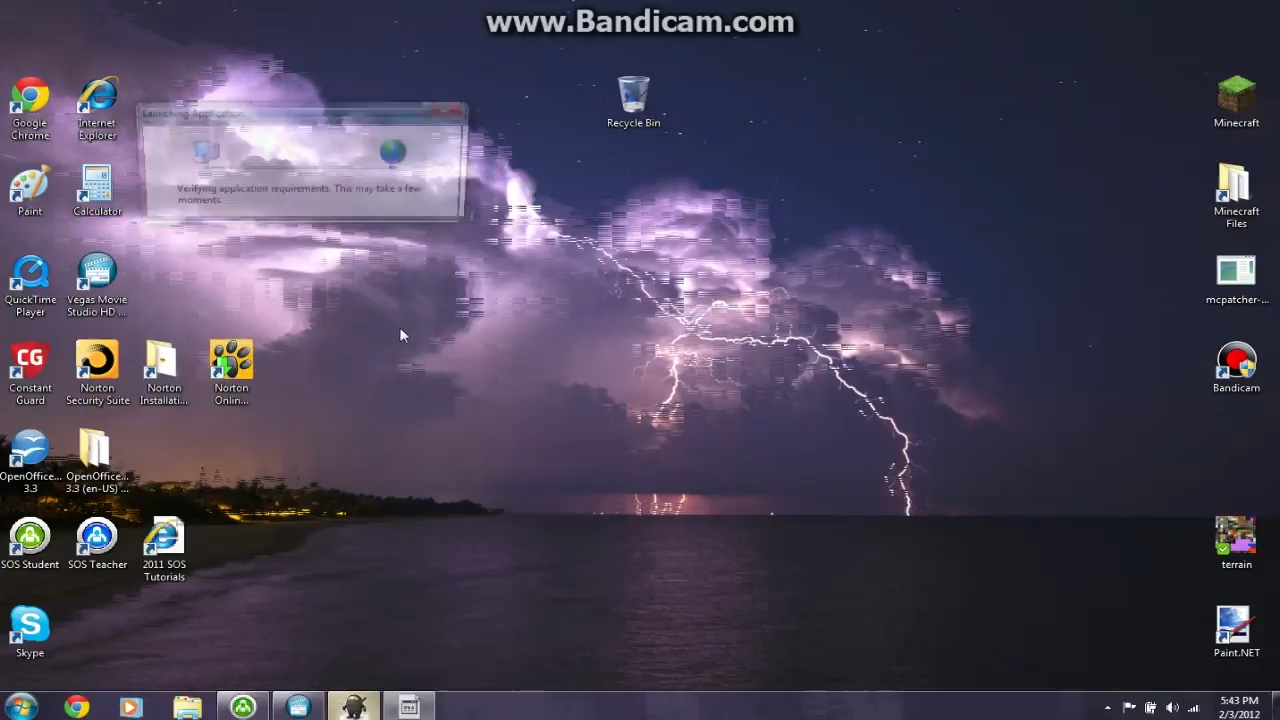 www.Bandicam.com
Google
Chrome
Internet
Explorer
Launching Application
Verifying application requirements. This may take a few
moments.
Recycle Bin
Minecraft
Paint
Calculator
Minecraft
Files
QuickTime
Player
Vegas Movie
Studio HD ...
mcpatcher-...
CG
Constant
Guard
Norton
Security Suite
Norton
Installati...
Norton
Onlin...
Bandicam
OpenOffice...
3.3
OpenOffice...
3.3 (en-US) ...
SOS Student
SOS Teacher
2011 SOS
Tutorials
terrain
Skype
Paint.NET
5:43 PM
2/3/2012